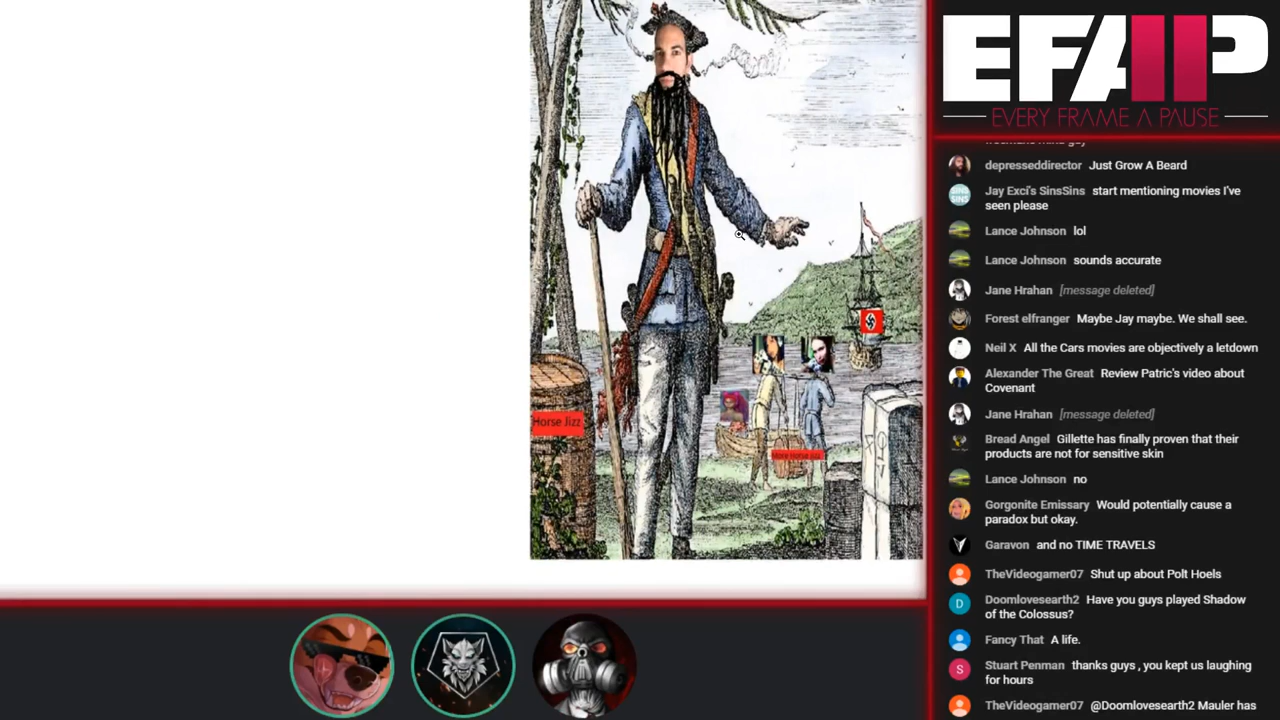 EFAP
EVERY FRAME A PAUSE
depresseddirector Just Grow A Beard
Jay Exci's SinsSins start mentioning movies I've
seen please
Lance Johnson lol
Lance Johnson sounds accurate
Jane Hrahan [message deleted]
Forest elfranger Maybe Jay maybe. We shall see.
Neil X All the Cars movies are objectively a letdown
Alexander The Great Review Patric's video about
Covenant
Jane Hrahan [message deleted]
Bread Angel Gillette has finally proven that their
products are not for sensitive skin
Lance Johnson no
Gorgonite Emissary Would potentially cause a
paradox but okay.
Garavon and no TIME TRAVELS
TheVideogamer07 Shut up about Polt Hoels
D
Doomlovesearth2 Have you guys played Shadow
of the Colossus?
Fancy That A life.
S
Stuart Penman thanks guys , you kept us laughing
for hours
TheVideogamer07 @Doomlovesearth2 Mauler has
Horse Jizz
More Horse Jizz